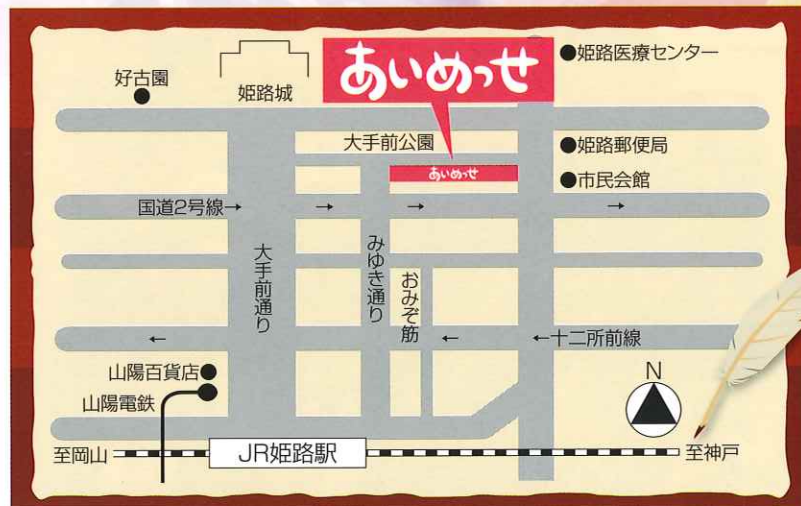 あいめっせ
姫路医療センター
好古園
姫路城
大手前公園
姫路郵便局
あいめっせ
市民会館
国道2号線→
→
→
→
大手前通り
みゆき通り
おみぞ筋
←
←
←十二所前線
山陽百貨店
山陽電鉄
N
至岡山
JR姫路駅
至神戸